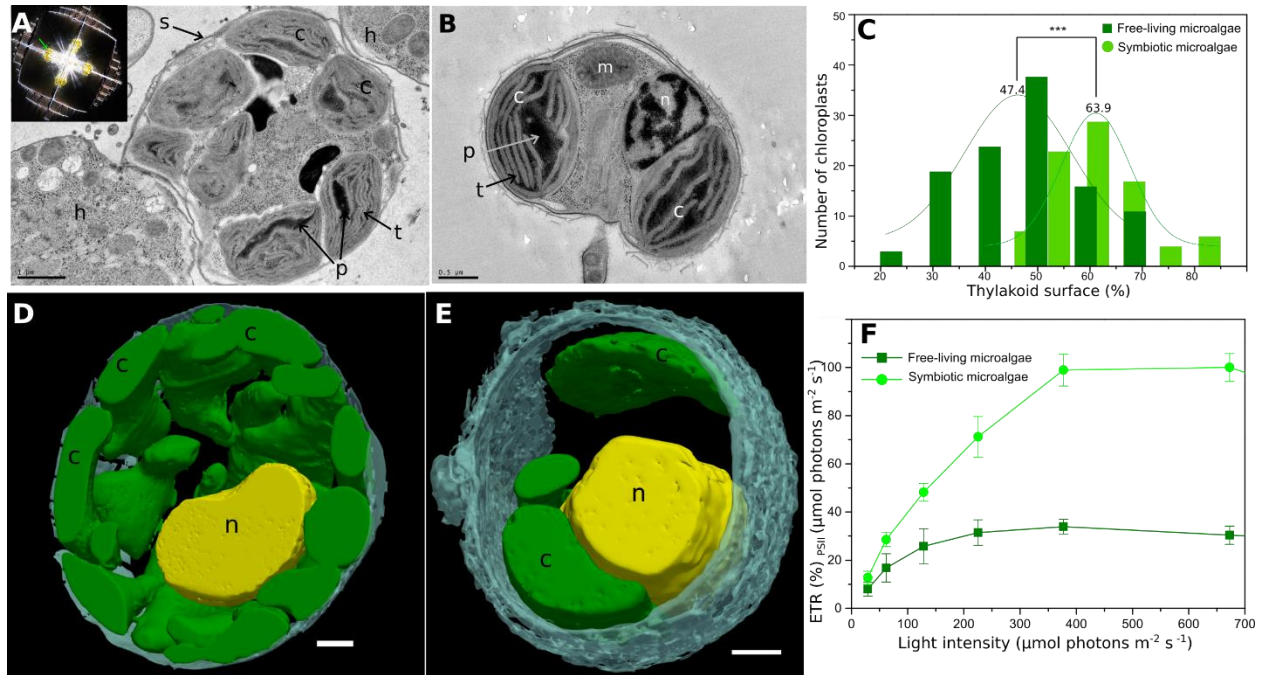 A
s
c
h
c
h
t
p
1 µm
B
m
c
n
p
t
c
0.5 µm
C
Free-living microalgae
Symbiotic microalgae
***
47.4
63.9
Number of chloroplasts
50
40
30
20
10
0
20 30 40 50 60 70 80
Thylakoid surface (%)
D
c
c
c
n
E
c
n
c
F
Free-living microalgae
Symbiotic microalgae
ETR (%) PSII (µmol photons m-2 s-1)
100
80
60
40
20
0
0 100 200 300 400 500 600 700
Light intensity (µmol photons m-2 s-1)